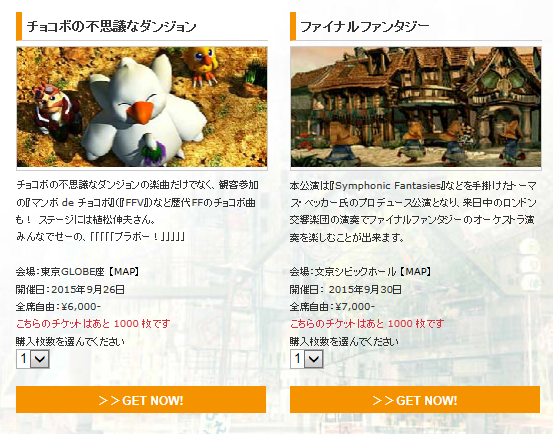 チョコボの不思議なダンジョン
チョコボの不思議なダンジョンの楽曲だけでなく、観客参加
の『マンボ de チョコボ』(『FFV』)など歴代FFのチョコボ曲
も！ ステージには植松伸夫さん。
みんなでせーの、「「「「「ブラボー！」」」」」
会場：東京GLOBE座 【MAP】
開催日：2015年9月26日
全席自由：¥6,000-
こちらのチケットはあと 1000 枚です
購入枚数を選んでください
1
＞＞GET NOW!
ファイナルファンタジー
本公演は『Symphonic Fantasies』などを手掛けたトーマ
ス・ベッカー氏のプロデュース公演となり、来日中のロンドン
交響楽団の演奏でファイナルファンタジーのオーケストラ演
奏を楽しむことが出来ます。
会場：文京シビックホール 【MAP】
開催日： 2015年9月30日
全席自由：¥7,000-
こちらのチケットはあと 1000 枚です
購入枚数を選んでください
1
＞＞GET NOW!